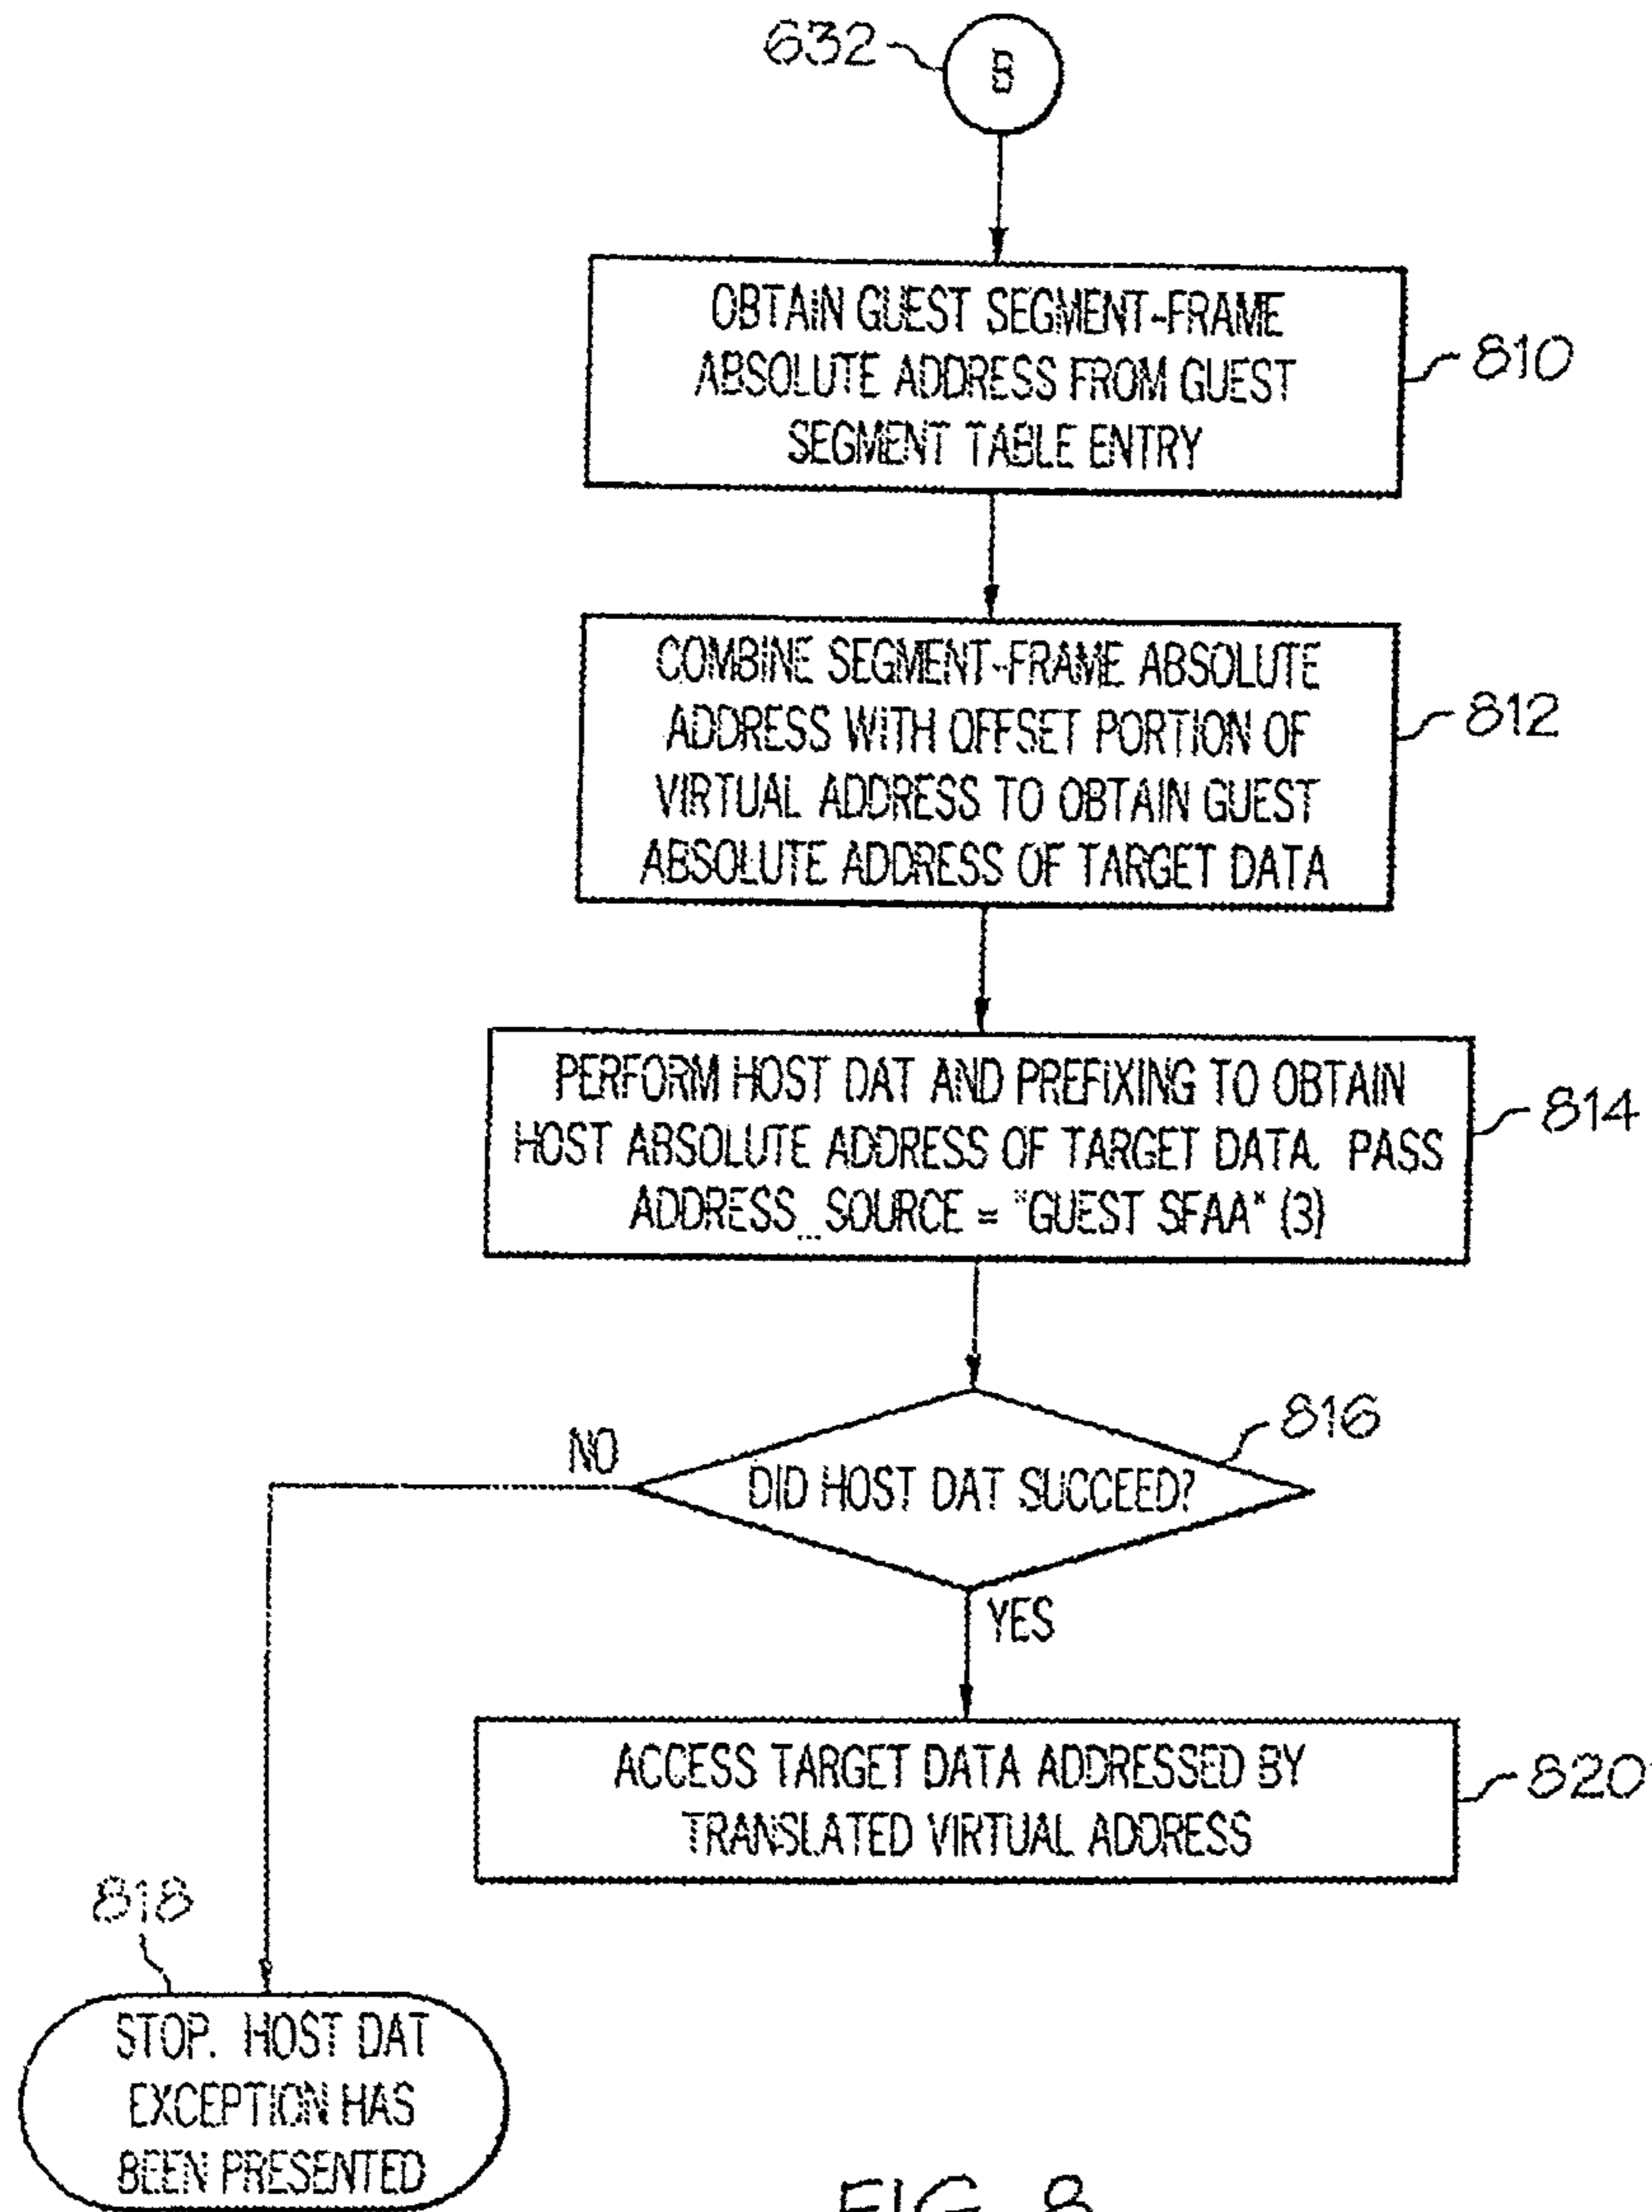 632
B
OBTAIN GUEST SEGMENT-FRAME
ABSOLUTE ADDRESS FROM GUEST
SEGMENT TABLE ENTRY
810
COMBINE SEGMENT-FRAME ABSOLUTE
ADDRESS WITH OFFSET PORTION OF
VIRTUAL ADDRESS TO OBTAIN GUEST
ABSOLUTE ADDRESS OF TARGET DATA
812
PERFORM HOST DAT AND PREFIXING TO OBTAIN
HOST ABSOLUTE ADDRESS OF TARGET DATA. PASS
ADDRESS_SOURCE = "GUEST SFAA" (3)
814
816
NO
DID HOST DAT SUCCEED?
YES
ACCESS TARGET DATA ADDRESSED BY
TRANSLATED VIRTUAL ADDRESS
820
818
STOP. HOST DAT
EXCEPTION HAS
BEEN PRESENTED
FIG. 8